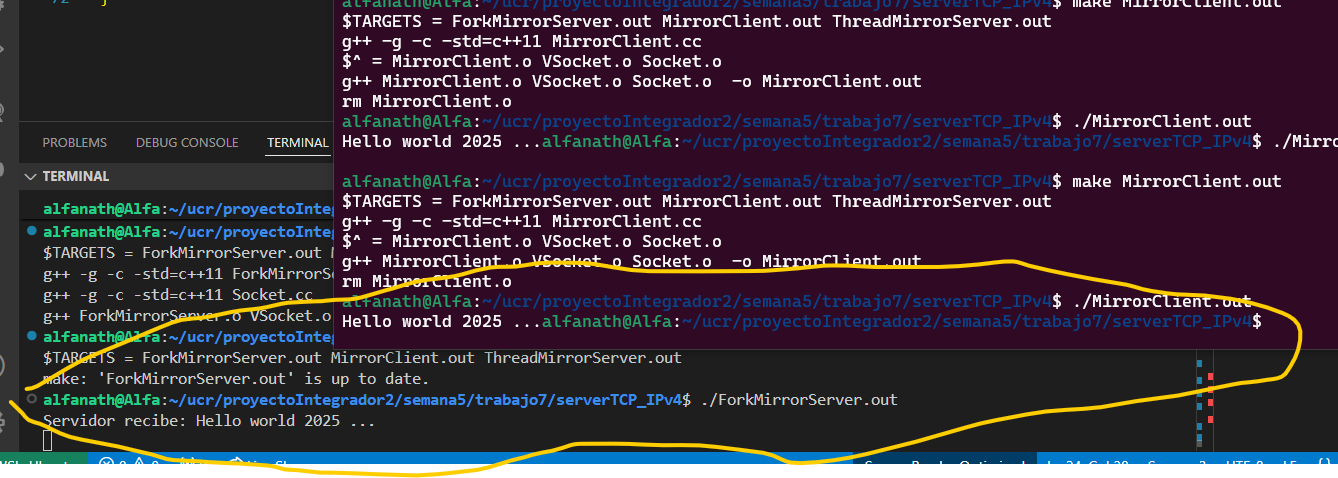 PROBLEMS DEBUG CONSOLE TERMINAL
TERMINAL
alfanath@Alfa:~/ucr/proyectoInteg
alfanath@Alfa:~/ucr/proyectoInteg
$TARGETS = ForkMirrorServer.out M
g++ -g -c -std=c++11 ForkMirrorSe
g++ -g -c -std=c++11 Socket.cc
g++ ForkMirrorServer.o VSocket.o
alfanath@Alfa:~/ucr/proyectoInteg
$TARGETS = ForkMirrorServer.out MirrorClient.out ThreadMirrorServer.out
make: 'ForkMirrorServer.out' is up to date.
alfanath@Alfa:~/ucr/proyectoIntegrador2/semana5/trabajo7/serverTCP_IPv4$ ./ForkMirrorServer.out
Servidor recibe: Hello world 2025 ...
alfanath@Alfa:~/ucr/proyectoIntegrador2/semana5/trabajo7/serverTCP_IPv4$ make MirrorClient.out
$TARGETS = ForkMirrorServer.out MirrorClient.out ThreadMirrorServer.out
g++ -g -c -std=c++11 MirrorClient.cc
$^ = MirrorClient.o VSocket.o Socket.o
g++ MirrorClient.o VSocket.o Socket.o  -o MirrorClient.out
rm MirrorClient.o
alfanath@Alfa:~/ucr/proyectoIntegrador2/semana5/trabajo7/serverTCP_IPv4$ ./MirrorClient.out
Hello world 2025 ...alfanath@Alfa:~/ucr/proyectoIntegrador2/semana5/trabajo7/serverTCP_IPv4$ ./Mirro
alfanath@Alfa:~/ucr/proyectoIntegrador2/semana5/trabajo7/serverTCP_IPv4$ make MirrorClient.out
$TARGETS = ForkMirrorServer.out MirrorClient.out ThreadMirrorServer.out
g++ -g -c -std=c++11 MirrorClient.cc
$^ = MirrorClient.o VSocket.o Socket.o
g++ MirrorClient.o VSocket.o Socket.o  -o MirrorClient.out
rm MirrorClient.o
alfanath@Alfa:~/ucr/proyectoIntegrador2/semana5/trabajo7/serverTCP_IPv4$ ./MirrorClient.out
Hello world 2025 ...alfanath@Alfa:~/ucr/proyectoIntegrador2/semana5/trabajo7/serverTCP_IPv4$